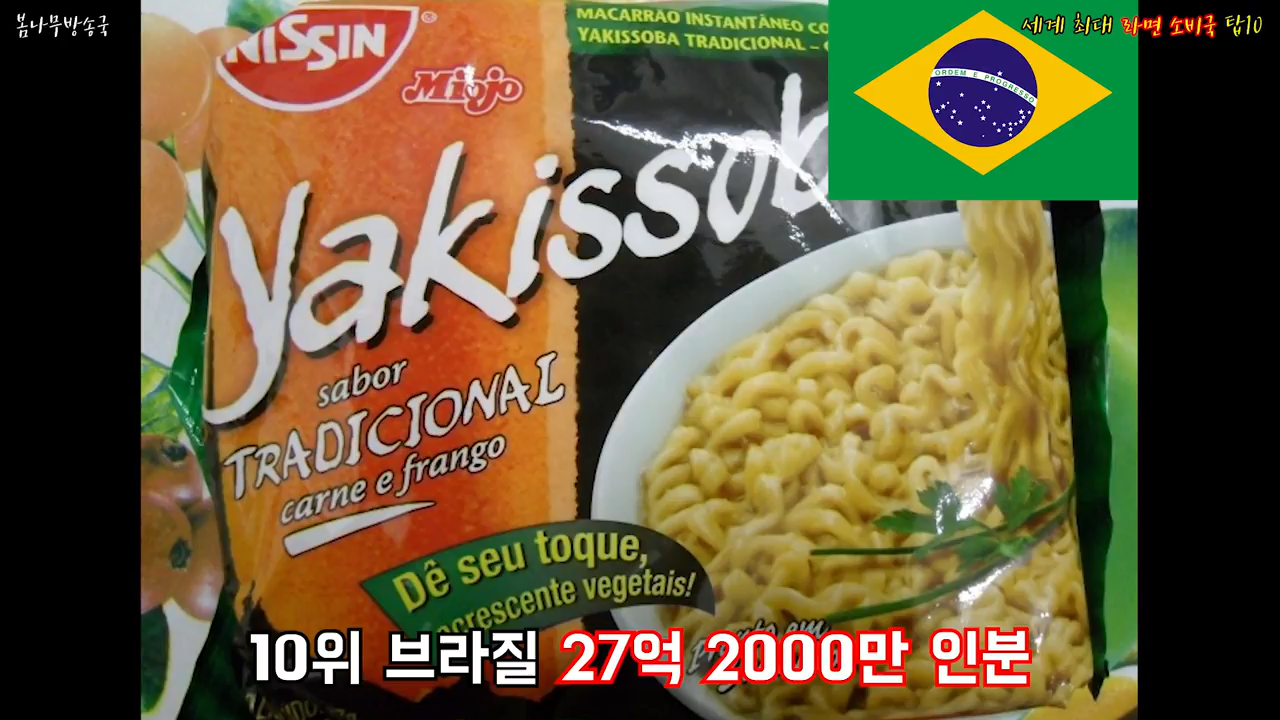 봄나무방송국
세계 최대 라면 소비국 탑10
NISSIN
Miojo
MACARRÃO INSTANTÂNEO
YAKISSOBA TRADICIONAL –
ORDEM E PROGRESSO
Yakissob
sabor
TRADICIONAL
carne e frango
Dê seu toque,
acrescente vegetais!
10위 브라질 27억 2000만 인분